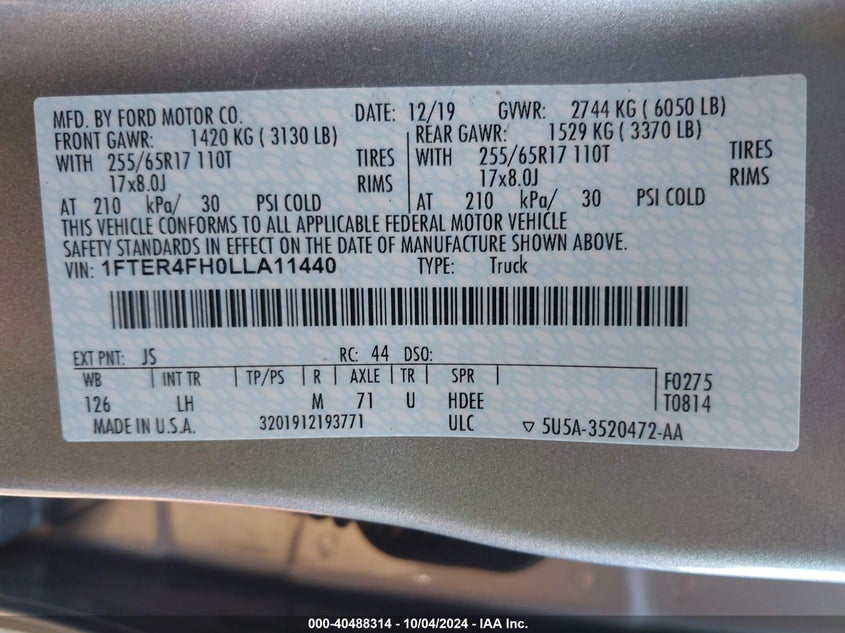 MFD. BY FORD MOTOR CO. DATE: 12/19 GVWR: 2744 KG ( 6050 LB)
FRONT GAWR: 1420 KG ( 3130 LB) REAR GAWR: 1529 KG ( 3370 LB)
WITH 255/65R17 110T TIRES WITH 255/65R17 110T TIRES
17x8.0J RIMS 17x8.0J RIMS
AT 210 kPa/ 30 PSI COLD AT 210 kPa/ 30 PSI COLD
THIS VEHICLE CONFORMS TO ALL APPLICABLE FEDERAL MOTOR VEHICLE
SAFETY STANDARDS IN EFFECT ON THE DATE OF MANUFACTURE SHOWN ABOVE.
VIN: 1FTER4FH0LLA11440 TYPE: Truck
EXT PNT: JS RC: 44 DSO:
WB INT TR TP/PS R AXLE TR SPR F0275
126 LH M 71 U HDEE T0814
MADE IN U.S.A. 3201912193771 ULC ▽ 5U5A-3520472-AA
000-40488314 - 10/04/2024 - IAA Inc.